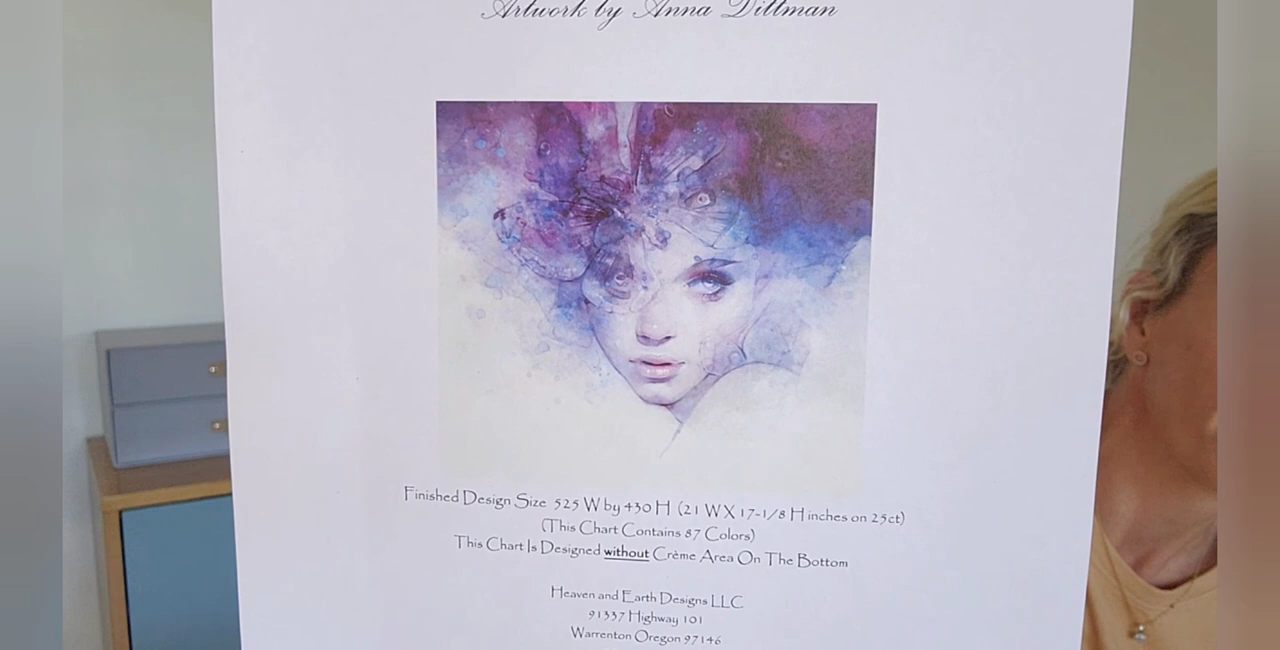 Artwork by Anna Dittman
Finished Design Size 525 W by 430 H (21 W X 17-1/8 H inches on 25ct)
(This Chart Contains 87 Colors)
This Chart Is Designed without Crème Area On The Bottom
Heaven and Earth Designs LLC
91337 Highway 101
Warrenton Oregon 97146